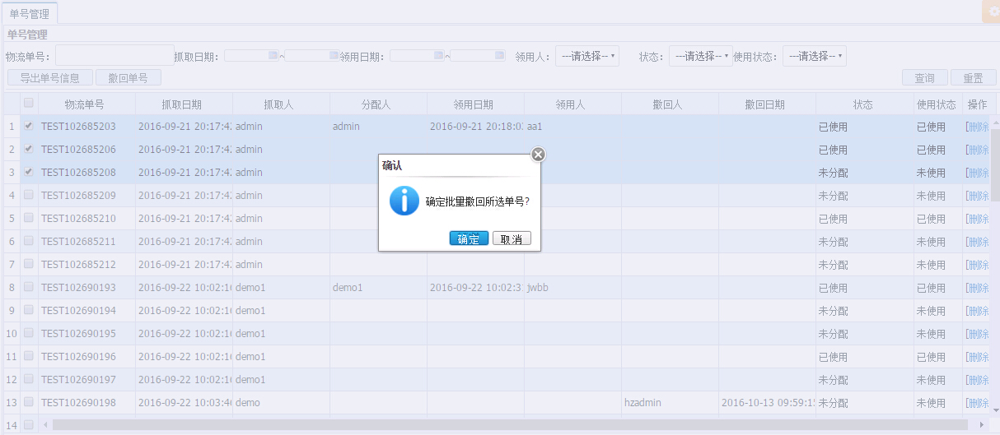 单号管理
单号管理
物流单号： 抓取日期： ~ 领用日期： ~ 领用人： ---请选择-- 状态： ---请选择-- 使用状态： ---请选择--
导出单号信息 撤回单号 查询 重置
物流单号 抓取日期 抓取人 分配人 领用日期 领用人 撤回人 撤回日期 状态 使用状态 操作
1 TEST102685203 2016-09-21 20:17:42 admin admin 2016-09-21 20:18:0 aa1 已使用 已使用 [删除
2 TEST102685206 2016-09-21 20:17:42 admin 已使用 已使用 [删除
3 TEST102685208 2016-09-21 20:17:42 admin 未分配 未使用 [删除
确认
确定批量撤回所选单号?
确定 取消
4 TEST102685209 2016-09-21 20:17:42 admin 未分配 未使用 [删除
5 TEST102685210 2016-09-21 20:17:42 admin 已使用 已使用 [删除
6 TEST102685211 2016-09-21 20:17:42 admin 未分配 未使用 [删除
7 TEST102685212 2016-09-21 20:17:42 admin 未分配 未使用 [删除
8 TEST102690193 2016-09-22 10:02:16 demo1 demo1 2016-09-22 10:02:3 jwbb 已使用 已使用 [删除
9 TEST102690194 2016-09-22 10:02:16 demo1 未分配 未使用 [删除
10 TEST102690195 2016-09-22 10:02:16 demo1 未分配 未使用 [删除
11 TEST102690196 2016-09-22 10:02:16 demo1 已使用 已使用 [删除
12 TEST102690197 2016-09-22 10:02:16 demo1 未分配 未使用 [删除
13 TEST102690198 2016-09-22 10:03:46 demo hzadmin 2016-10-13 09:59:15 未分配 未使用 [删除
14